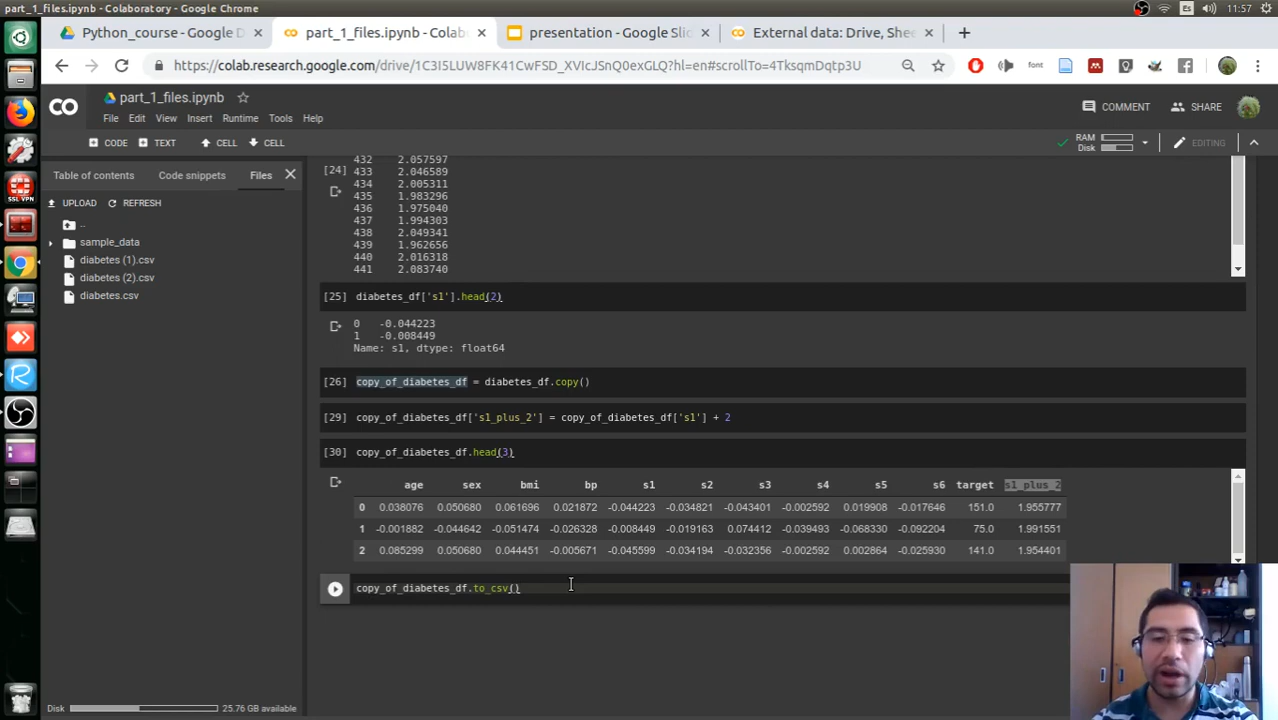 part_1_files.ipynb - Colaboratory - Google Chrome
Es
11:57
Python_course - Google D
part_1_files.ipynb - Colab
presentation - Google Slid
External data: Drive, Shee
https://colab.research.google.com/drive/1C3I5LUW8FK41CwFSD_XVIcJSnQ0exGLQ?hl=en#scrollTo=4TksqmDqtp3U
font
CO
part_1_files.ipynb
COMMENT
SHARE
File Edit View Insert Runtime Tools Help
CODE
TEXT
CELL
CELL
RAM
Disk
EDITING
Table of contents
Code snippets
Files
UPLOAD
REFRESH
..
sample_data
diabetes (1).csv
diabetes (2).csv
diabetes.csv
Disk
25.76 GB available
[24]
432 2.057597
433 2.046589
434 2.005311
435 1.983296
436 1.975040
437 1.994303
438 2.049341
439 1.962656
440 2.016318
441 2.083740
[25] diabetes_df['s1'].head(2)
0 -0.044223
1 -0.008449
Name: s1, dtype: float64
[26] copy_of_diabetes_df = diabetes_df.copy()
[29] copy_of_diabetes_df['s1_plus_2'] = copy_of_diabetes_df['s1'] + 2
[30] copy_of_diabetes_df.head(3)
age sex bmi bp s1 s2 s3 s4 s5 s6 target s1_plus_2
0 0.038076 0.050680 0.061696 0.021872 -0.044223 -0.034821 -0.043401 -0.002592 0.019908 -0.017646 151.0 1.955777
1 -0.001882 -0.044642 -0.051474 -0.026328 -0.008449 -0.019163 0.074412 -0.039493 -0.068330 -0.092204 75.0 1.991551
2 0.085299 0.050680 0.044451 -0.005671 -0.045599 -0.034194 -0.032356 -0.002592 0.002864 -0.025930 141.0 1.954401
copy_of_diabetes_df.to_csv()
SSL VPN